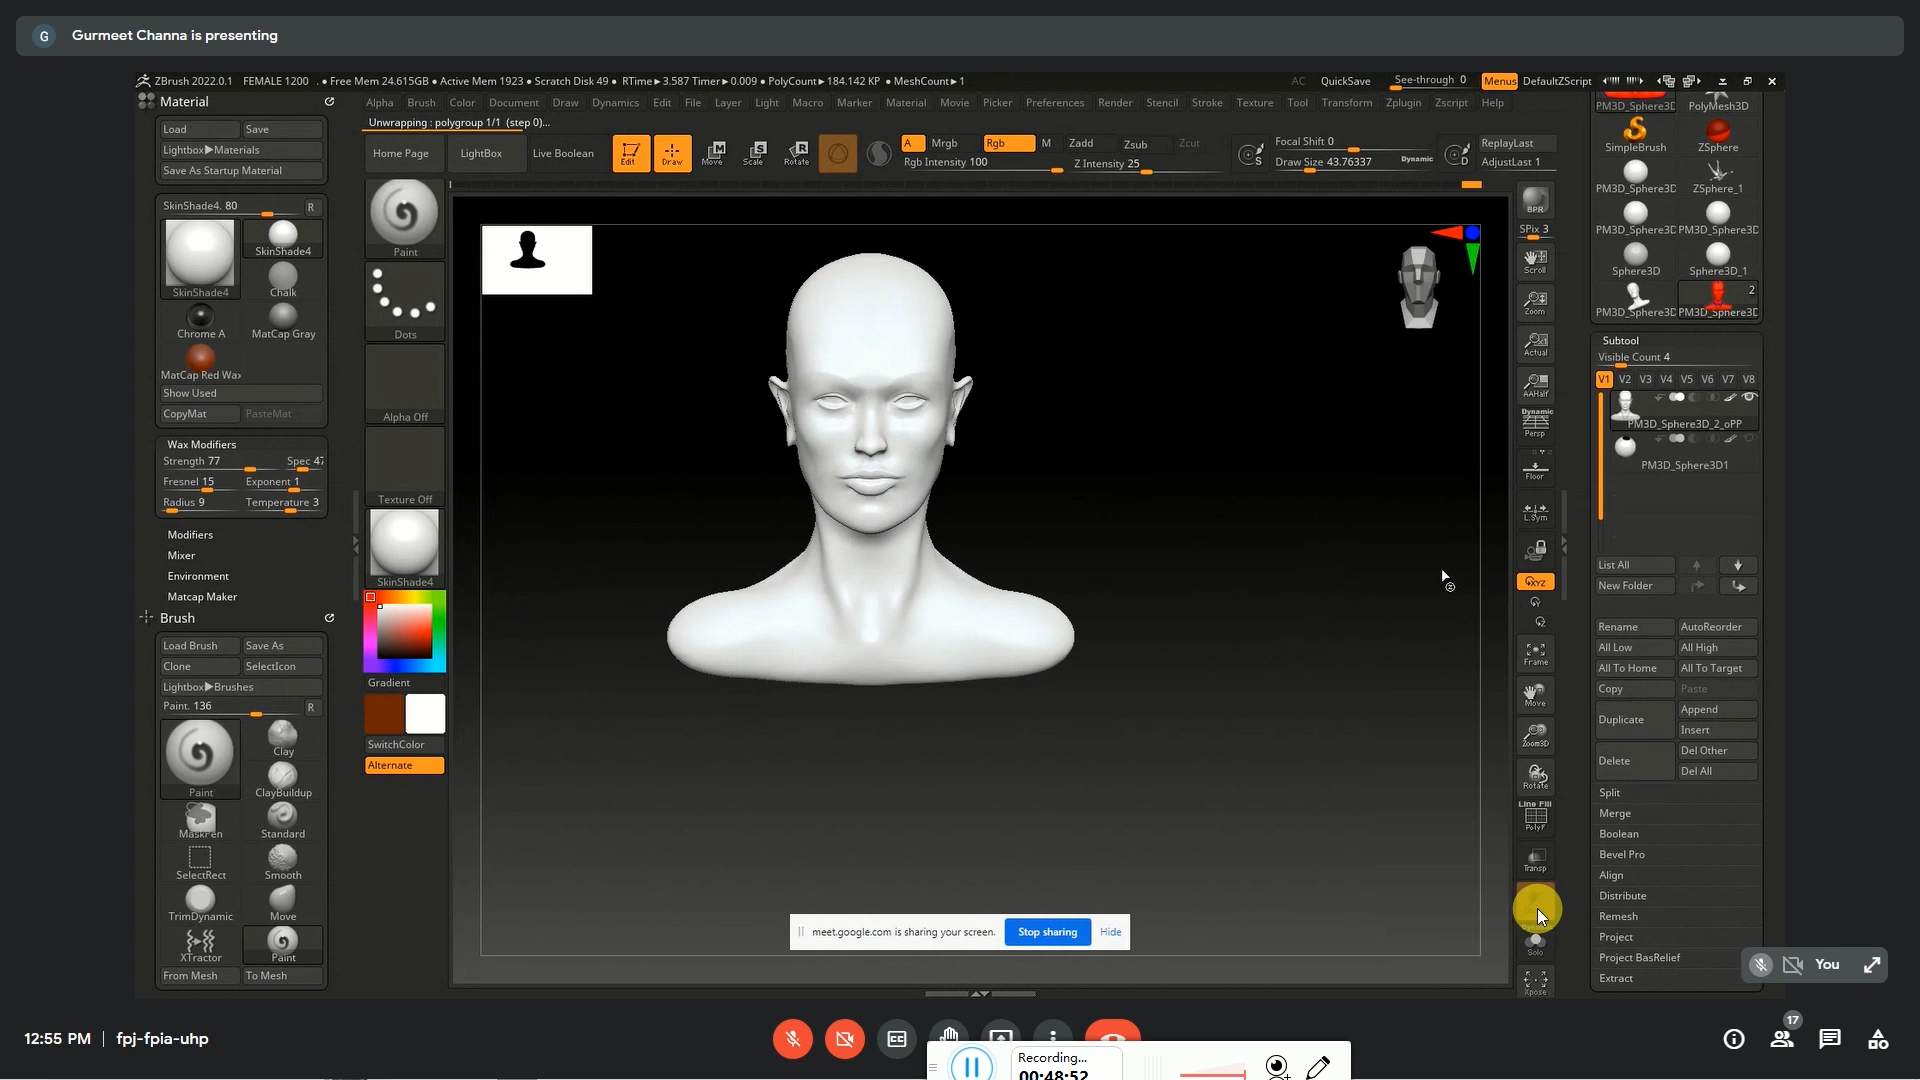 G Gurmeet Channa is presenting
ZBrush 2022.0.1 FEMALE 1200 . • Free Mem 24.615GB • Active Mem 1923 • Scratch Disk 49 • RTime►3.587 Timer►0.009 • PolyCount►184.142 KP • MeshCount►1
AC QuickSave See-through 0 Menus DefaultZScript
Material
Alpha Brush Color Document Draw Dynamics Edit File Layer Light Macro Marker Material Movie Picker Preferences Render Stencil Stroke Texture Tool Transform Zplugin Zscript Help
Unwrapping : polygroup 1/1 (step 0)...
Load Save
Lightbox►Materials
Save As Startup Material
SkinShade4. 80 R
SkinShade4
SkinShade4
Chalk
Chrome A
MatCap Gray
MatCap Red Wax
Show Used
CopyMat PasteMat
Wax Modifiers
Strength 77 Spec 47
Fresnel 15 Exponent 1
Radius 9 Temperature 3
Modifiers
Mixer
Environment
Matcap Maker
Brush
Load Brush Save As
Clone SelectIcon
Lightbox►Brushes
Paint. 136 R
Paint
Clay
ClayBuildup
MaskPen Standard
SelectRect Smooth
TrimDynamic Move
XTractor Paint
From Mesh To Mesh
Home Page LightBox Live Boolean
Edit Draw Move Scale Rotate
A Mrgb Rgb M Zadd Zsub Zcut
Rgb Intensity 100 Z Intensity 25
Focal Shift 0
Draw Size 43.76337 Dynamic
ReplayLast
AdjustLast 1
Paint
Dots
Alpha Off
Texture Off
SkinShade4
Gradient
SwitchColor
Alternate
BPR
SPix 3
Scroll
Zoom
Actual
AAHalf
Dynamic
Persp
Floor
L.Sym
XYZ
Frame
Move
Zoom3D
Rotate
Line Fill
PolyF
Transp
Solo
Xpose
PM3D_Sphere3D PolyMesh3D
SimpleBrush ZSphere
PM3D_Sphere3D ZSphere_1
PM3D_Sphere3D PM3D_Sphere3D
Sphere3D Sphere3D_1
2
PM3D_Sphere3D PM3D_Sphere3D
Subtool
Visible Count 4
V1 V2 V3 V4 V5 V6 V7 V8
PM3D_Sphere3D_2_oPP
PM3D_Sphere3D1
List All
New Folder
Rename AutoReorder
All Low All High
All To Home All To Target
Copy Paste
Duplicate Append
Insert
Delete Del Other
Del All
Split
Merge
Boolean
Bevel Pro
Align
Distribute
Remesh
Project
Project BasRelief
Extract
meet.google.com is sharing your screen. Stop sharing Hide
You
12:55 PM | fpj-fpia-uhp
17
Recording...
00:48:52